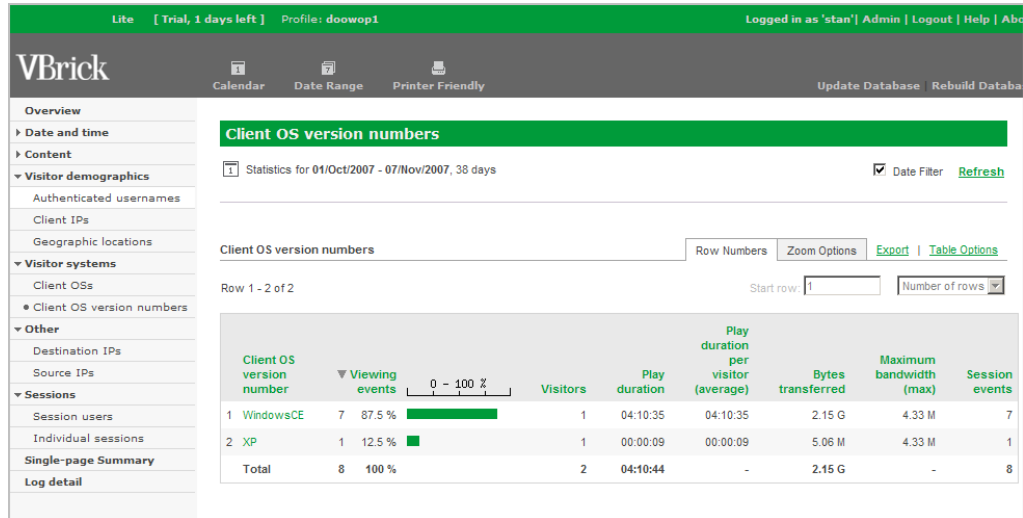 Lite [ Trial, 1 days left ] Profile: doowop1 Logged in as 'stan'| Admin | Logout | Help | Abo
VBrick
1 7
Calendar Date Range Printer Friendly Update Database | Rebuild Databa
Overview
Date and time
Content
Visitor demographics
Authenticated usernames
Client IPs
Geographic locations
Visitor systems
Client OSs
Client OS version numbers
Other
Destination IPs
Source IPs
Sessions
Session users
Individual sessions
Single-page Summary
Log detail
Client OS version numbers
1 Statistics for 01/Oct/2007 - 07/Nov/2007, 38 days Date Filter Refresh
Client OS version numbers Row Numbers Zoom Options Export | Table Options
Row 1 - 2 of 2 Start row: 1 Number of rows
Client OS version number Viewing events 0 - 100 % Visitors Play duration Play duration per visitor (average) Bytes transferred Maximum bandwidth (max) Session events
1 WindowsCE 7 87.5 % 1 04:10:35 04:10:35 2.15 G 4.33 M 7
2 XP 1 12.5 % 1 00:00:09 00:00:09 5.06 M 4.33 M 1
Total 8 100 % 2 04:10:44 - 2.15 G - 8